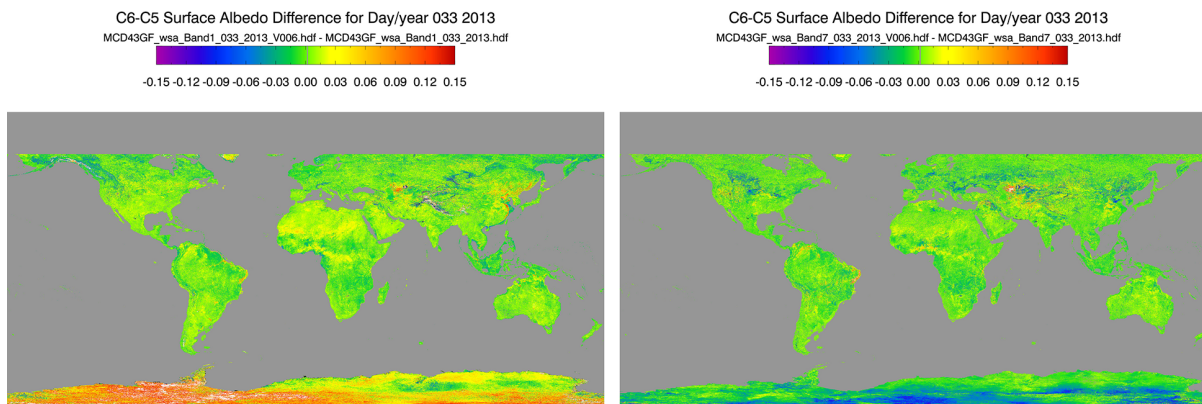 C6-C5 Surface Albedo Difference for Day/year 033 2013
MCD43GF_wsa_Band1_033_2013_V006.hdf - MCD43GF_wsa_Band1_033_2013.hdf
-0.15 -0.12 -0.09 -0.06 -0.03 0.00 0.03 0.06 0.09 0.12 0.15
C6-C5 Surface Albedo Difference for Day/year 033 2013
MCD43GF_wsa_Band7_033_2013_V006.hdf - MCD43GF_wsa_Band7_033_2013.hdf
-0.15 -0.12 -0.09 -0.06 -0.03 0.00 0.03 0.06 0.09 0.12 0.15